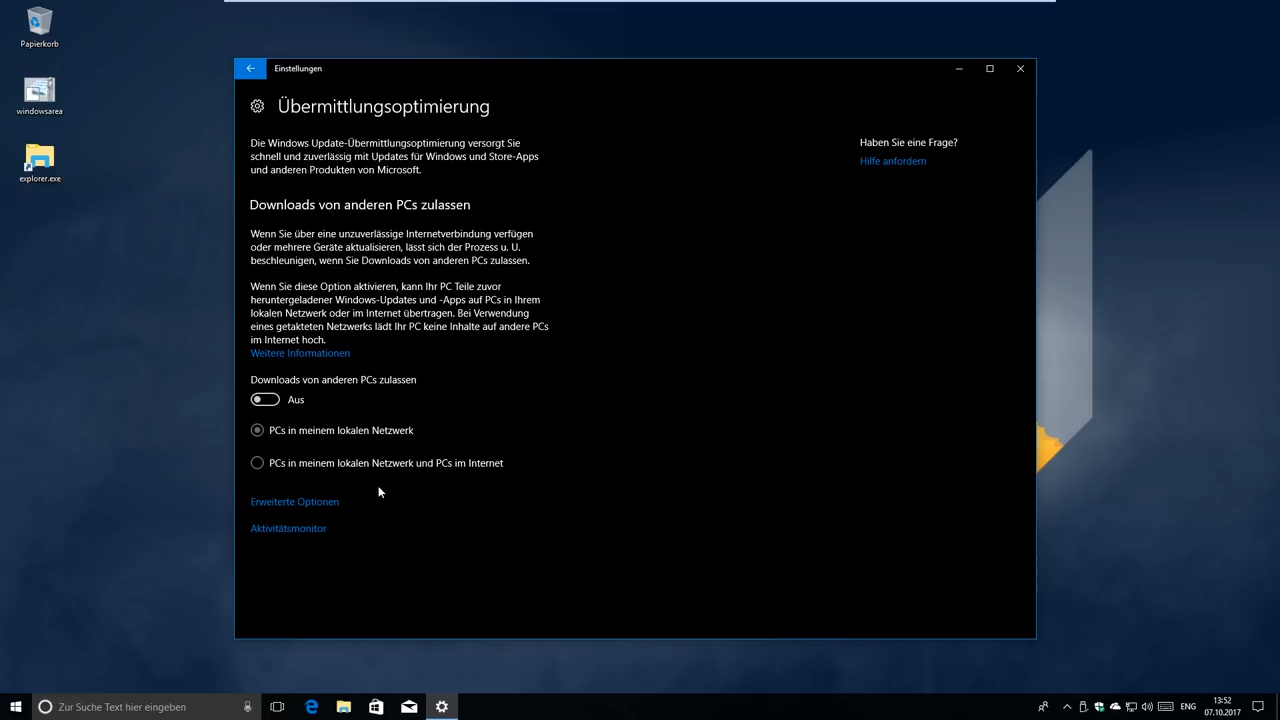 Papierkorb
windowsarea
explorer.exe
Einstellungen
Übermittlungsoptimierung
Die Windows Update-Übermittlungsoptimierung versorgt Sie
schnell und zuverlässig mit Updates für Windows und Store-Apps
und anderen Produkten von Microsoft.
Haben Sie eine Frage?
Hilfe anfordern
Downloads von anderen PCs zulassen
Wenn Sie über eine unzuverlässige Internetverbindung verfügen
oder mehrere Geräte aktualisieren, lässt sich der Prozess u. U.
beschleunigen, wenn Sie Downloads von anderen PCs zulassen.
Wenn Sie diese Option aktivieren, kann Ihr PC Teile zuvor
heruntergeladener Windows-Updates und -Apps auf PCs in Ihrem
lokalen Netzwerk oder im Internet übertragen. Bei Verwendung
eines getakteten Netzwerks lädt Ihr PC keine Inhalte auf andere PCs
im Internet hoch.
Weitere Informationen
Downloads von anderen PCs zulassen
Aus
PCs in meinem lokalen Netzwerk
PCs in meinem lokalen Netzwerk und PCs im Internet
Erweiterte Optionen
Aktivitätsmonitor
Zur Suche Text hier eingeben
ENG
13:52
07.10.2017